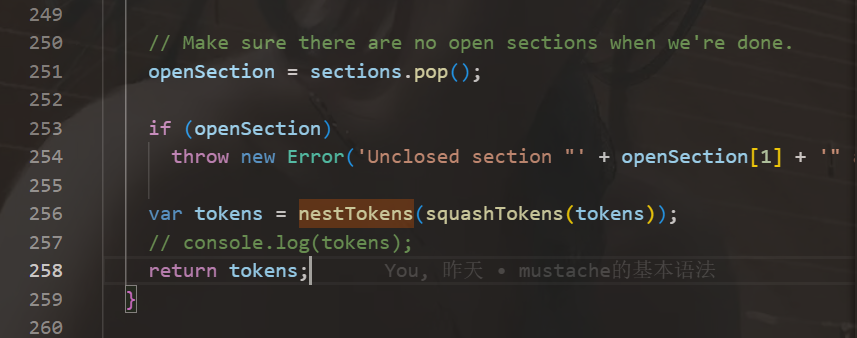 249
250 // Make sure there are no open sections when we're done.
251 openSection = sections.pop();
252
253 if (openSection)
254 throw new Error('Unclosed section "' + openSection[1] + '"
255
256 var tokens = nestTokens(squashTokens(tokens));
257 // console.log(tokens);
258 return tokens; You, 昨天 • mustache的基本语法
259 }
260